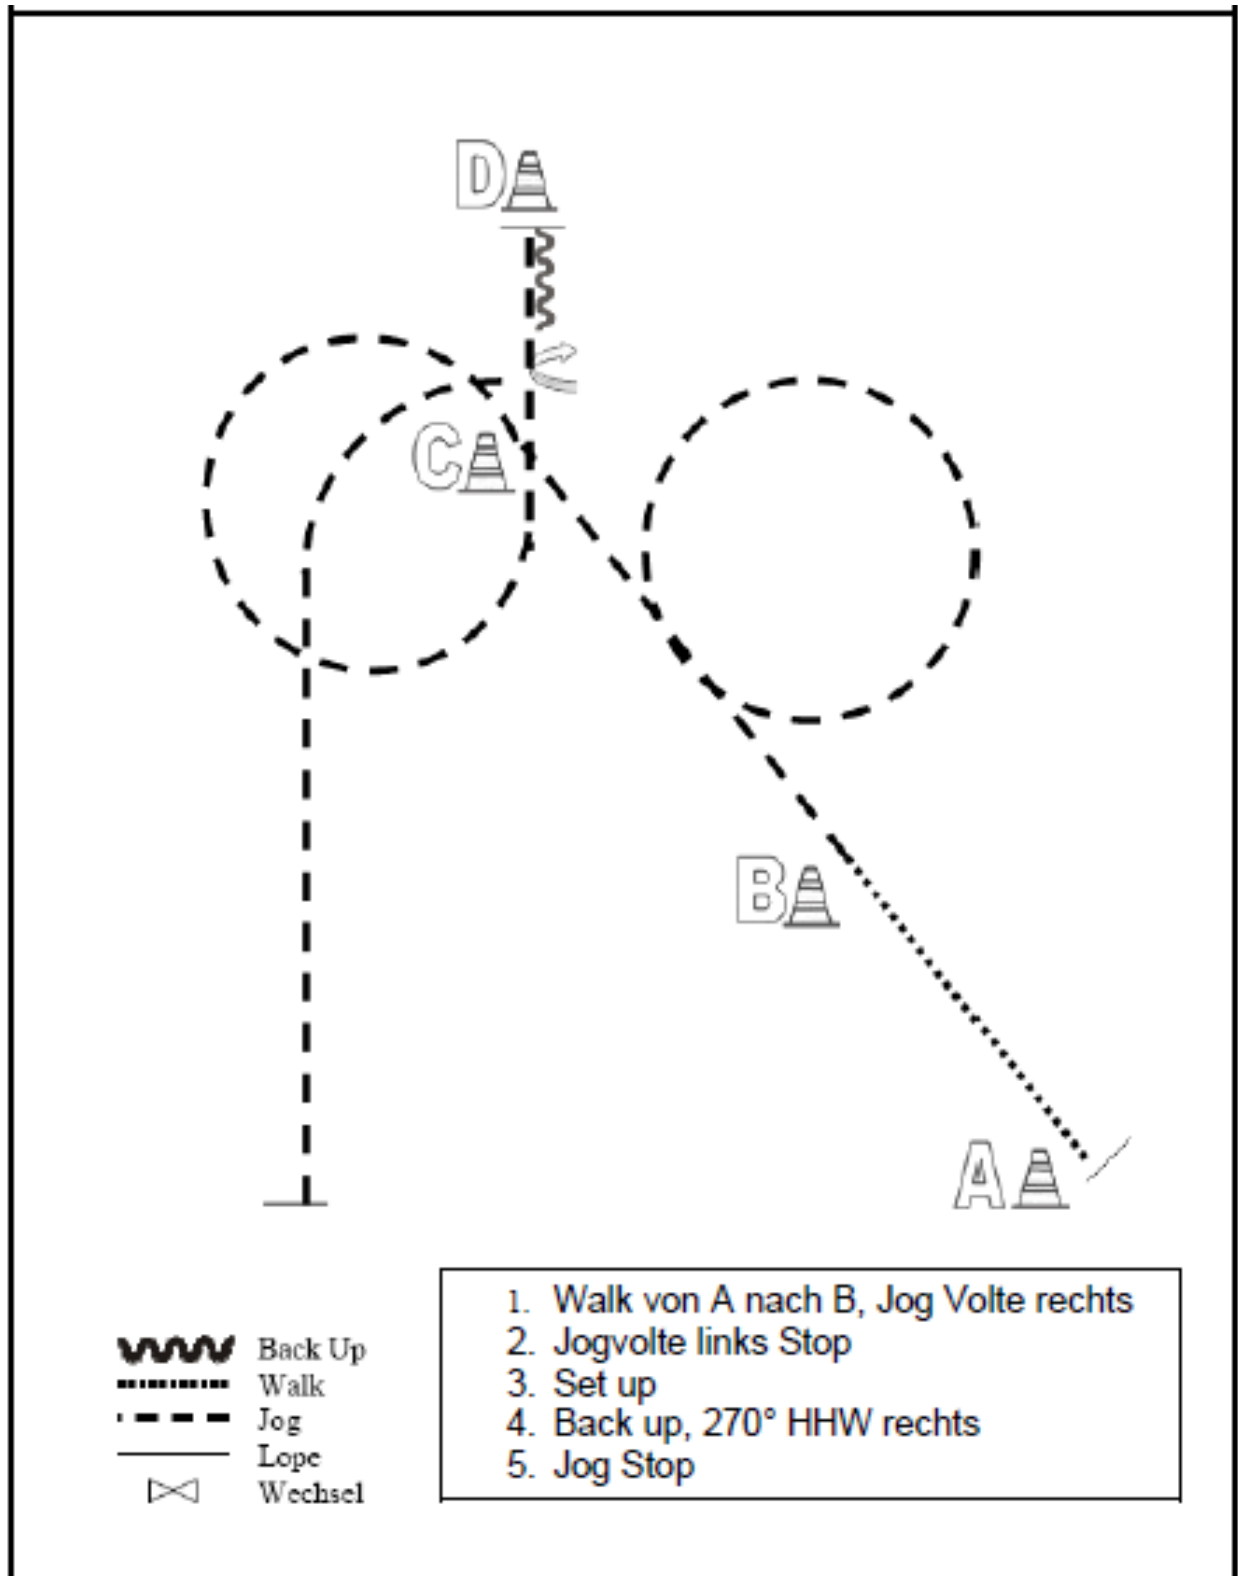 D
C
B
A
Back Up
Walk
Jog
Lope
Wechsel
1. Walk von A nach B, Jog Volte rechts
2. Jogvolte links Stop
3. Set up
4. Back up, 270° HHW rechts
5. Jog Stop